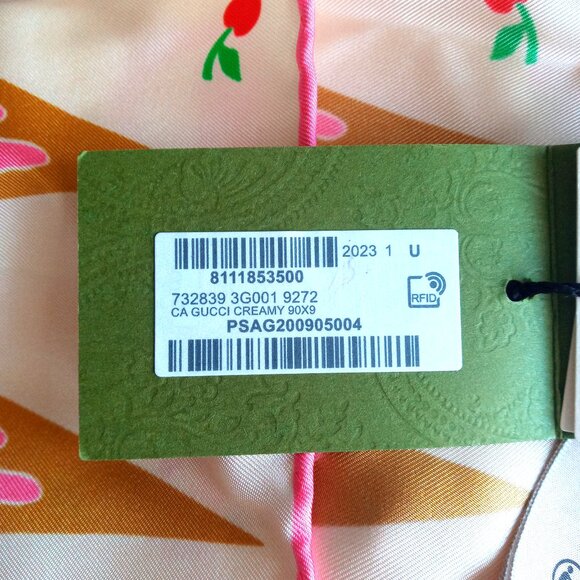 2023 1 U
8111853500
732839 3G001 9272
CA GUCCI CREAMY 90X9
RFID
PSAG200905004
®